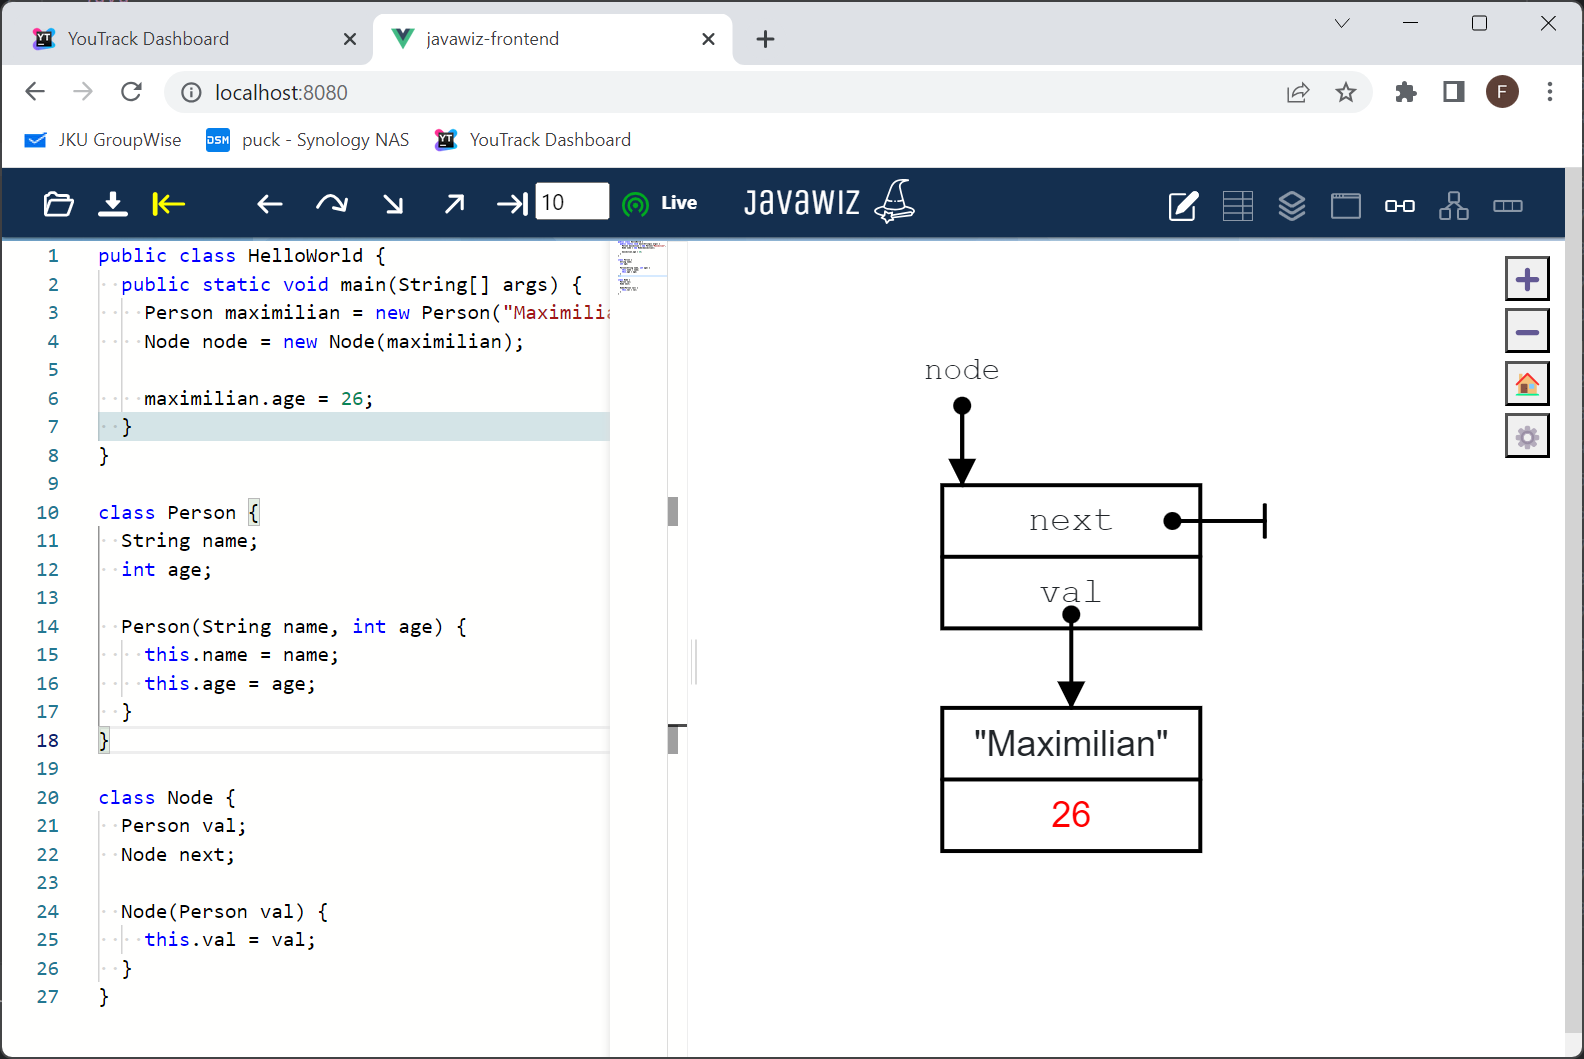 YouTrack Dashboard
javawiz-frontend
localhost:8080
F
JKU GroupWise
DSM
puck - Synology NAS
YT
YouTrack Dashboard
10
Live
JAVAWIZ
1 public class HelloWorld {
2 public static void main(String[] args) {
3 Person maximilian = new Person("Maximilia
4 Node node = new Node(maximilian);
5
6 maximilian.age = 26;
7 }
8 }
9
10 class Person {
11 String name;
12 int age;
13
14 Person(String name, int age) {
15 this.name = name;
16 this.age = age;
17 }
18 }
19
20 class Node {
21 Person val;
22 Node next;
23
24 Node(Person val) {
25 this.val = val;
26 }
27 }
node
next
val
"Maximilian"
26